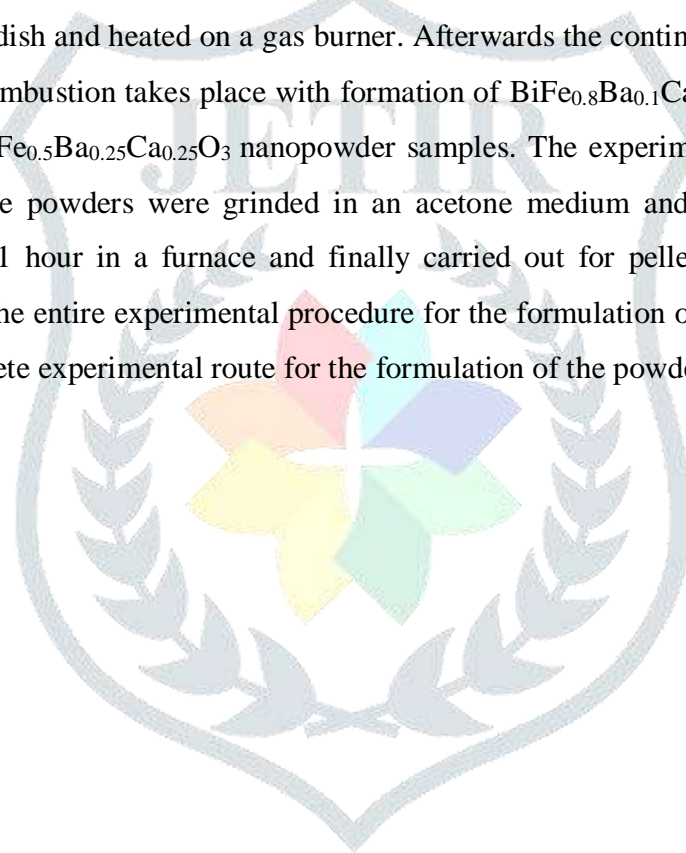 dish and heated on a gas burner. Afterwards the contin
mbustion takes place with formation of BiFe₀.₈Ba₀.₁Ca
Fe₀.₅Ba₀.₂₅Ca₀.₂₅O₃ nanopowder samples. The experim
e powders were grinded in an acetone medium and
1 hour in a furnace and finally carried out for pelle
he entire experimental procedure for the formulation o
ete experimental route for the formulation of the powde
JETIR